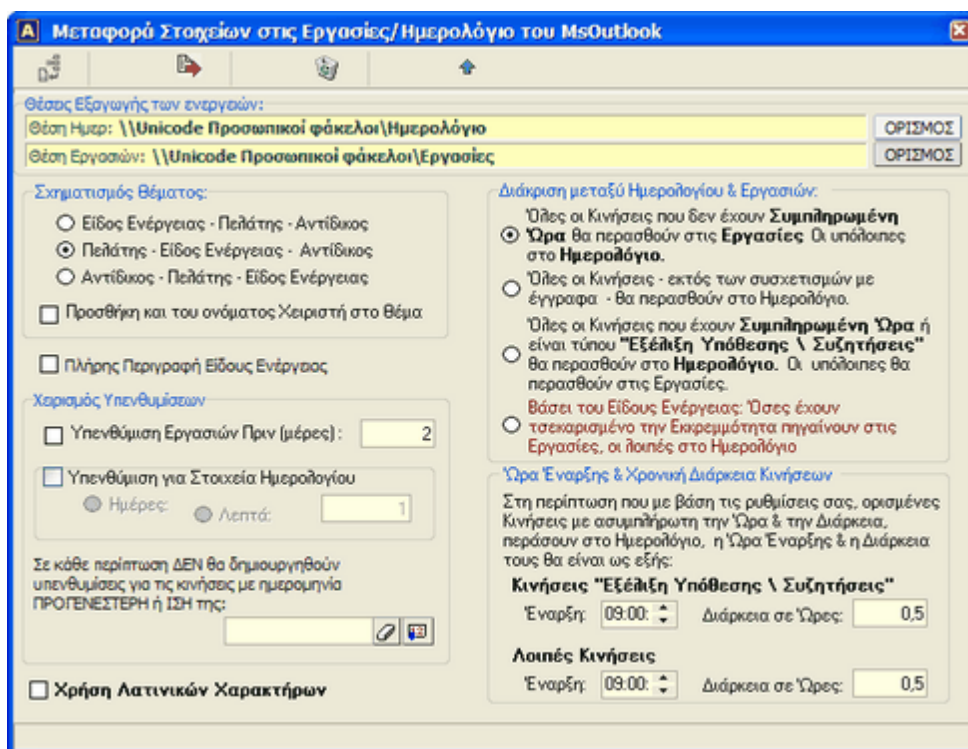 Μεταφορά Στοιχείων στις Εργασίες/Ημερολόγιο του MsOutlook
Θέσεις Εξαγωγής των ενεργειών:
Θέση Ημερ: \\Unicode Προσωπικοί φάκελοι\Ημερολόγιο
ΟΡΙΣΜΟΣ
Θέση Εργασιών: \\Unicode Προσωπικοί φάκελοι\Εργασίες
ΟΡΙΣΜΟΣ
Σχηματισμός Θέματος:
Είδος Ενέργειας - Πελάτης - Αντίδικος
Πελάτης - Είδος Ενέργειας - Αντίδικος
Αντίδικος - Πελάτης - Είδος Ενέργειας
Προσθήκη και του ονόματος Χειριστή στο Θέμα
Πλήρης Περιγραφή Είδους Ενέργειας
Χειρισμός Υπενθυμίσεων
Υπενθύμιση Εργασιών Πριν (μέρες) : 2
Υπενθύμιση για Στοιχεία Ημερολογίου
Ημέρες: Λεπτά: 1
Σε κάθε περίπτωση ΔΕΝ θα δημιουργηθούν
υπενθυμίσεις για τις κινήσεις με ημερομηνία
ΠΡΟΓΕΝΕΣΤΕΡΗ ή ΙΣΗ της:
Χρήση Λατινικών Χαρακτήρων
Διάκριση μεταξύ Ημερολογίου & Εργασιών:
Όλες οι Κινήσεις που δεν έχουν Συμπληρωμένη
Ώρα θα περασθούν στις Εργασίες. Οι υπόλοιπες
στο Ημερολόγιο.
Όλες οι Κινήσεις - εκτός των συσχετισμών με
έγγραφα - θα περασθούν στο Ημερολόγιο.
Όλες οι Κινήσεις που έχουν Συμπληρωμένη Ώρα ή
είναι τύπου "Εξέλιξη Υπόθεσης \ Συζητήσεις"
θα περασθούν στο Ημερολόγιο. Οι υπόλοιπες θα
περασθούν στις Εργασίες.
Βάσει του Είδους Ενέργειας: Όσες έχουν
τσεκαρισμένο την Εκκρεμμότητα πηγαίνουν στις
Εργασίες, οι λοιπές στο Ημερολόγιο
Ώρα Έναρξης & Χρονική Διάρκεια Κινήσεων
Στη περίπτωση που με βάση τις ρυθμίσεις σας, ορισμένες
Κινήσεις με ασυμπλήρωτη την Ώρα & την Διάρκεια,
περάσουν στο Ημερολόγιο, η Ώρα Έναρξης & η Διάρκεια
τους θα είναι ως εξής:
Κινήσεις "Εξέλιξη Υπόθεσης \ Συζητήσεις"
Έναρξη: 09:00: Διάρκεια σε Ώρες: 0,5
Λοιπές Κινήσεις
Έναρξη: 09:00: Διάρκεια σε Ώρες: 0,5